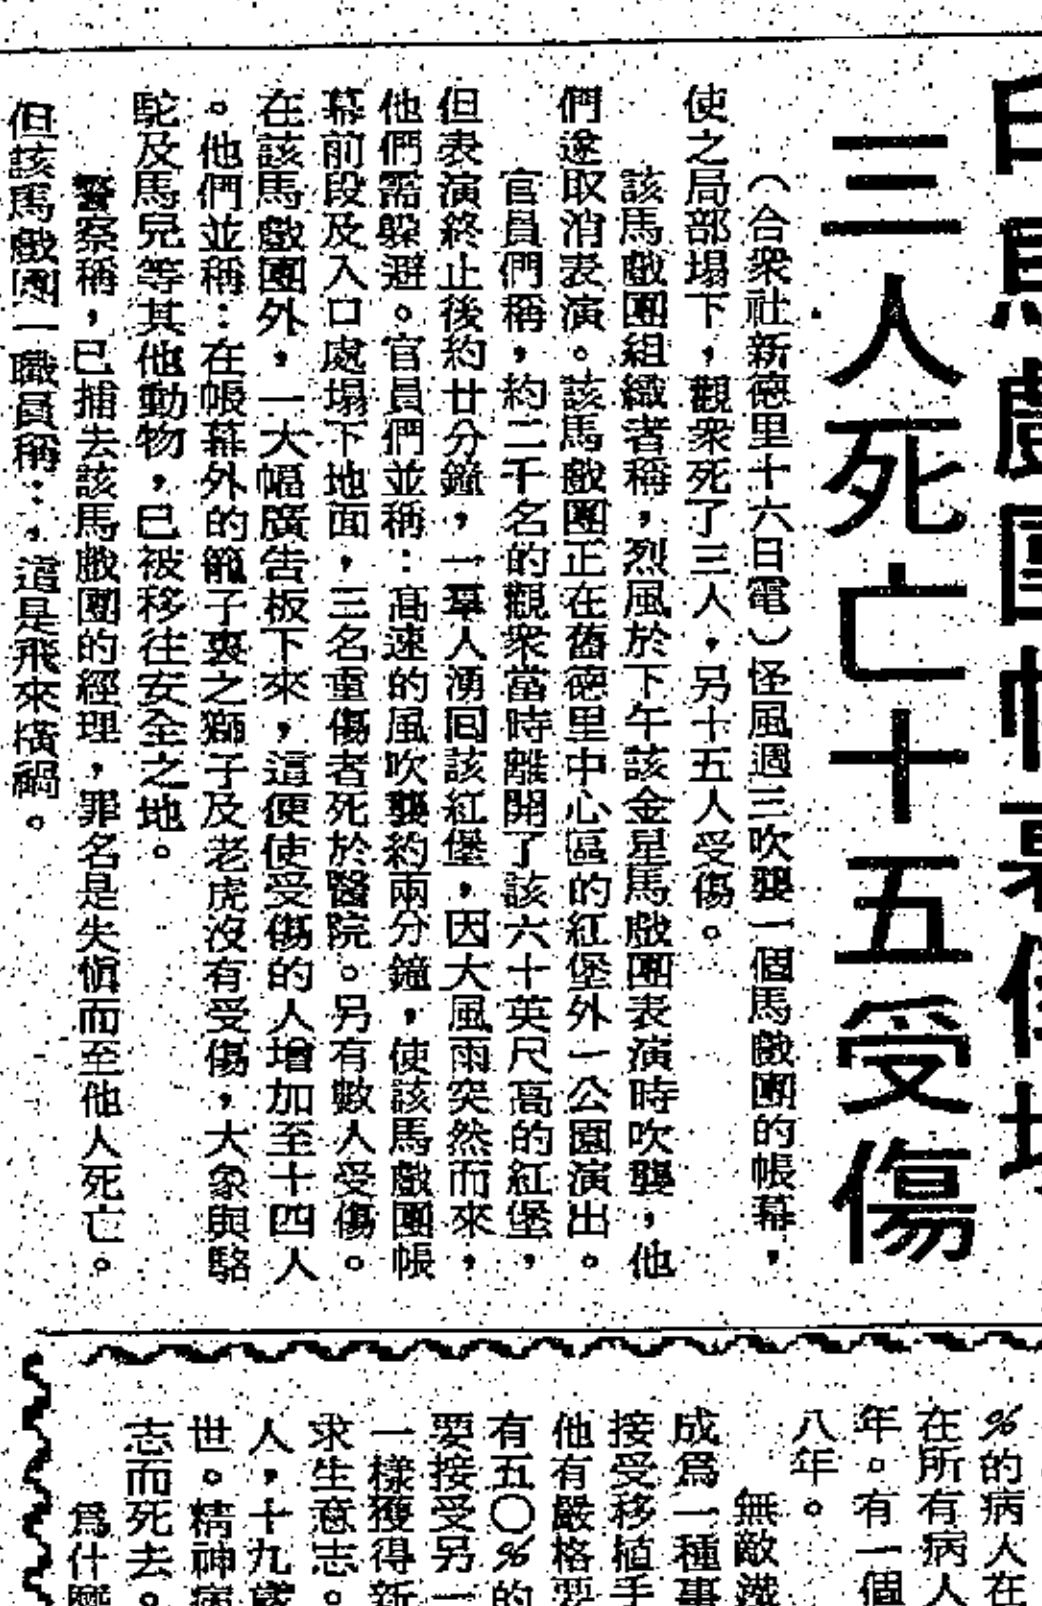 印馬戲團帳幕倒塌
三人死亡十五受傷
（合衆社新德里十六日電）怪風週三吹襲一個馬戲團的帳幕，
使之局部塌下，觀衆死了三人，另十五人受傷。
該馬戲團組織者稱，烈風於下午該金星馬戲團表演時吹襲，他
們遂取消表演。該馬戲團正在舊德里中心區的紅堡外一公園演出。
官員們稱，約二千名的觀衆當時離開了該六十英尺高的紅堡，
但表演終止後約廿分鐘，一羣人湧囘該紅堡，因大風雨突然而來，
他們需躲避。官員們並稱：高速的風吹襲約兩分鐘，使該馬戲團帳
幕前段及入口處塌下地面，三名重傷者死於醫院。另有數人受傷。
在該馬戲團外，一大幅廣告板下來，這便使受傷的人增加至十四人
。他們並稱：在帳幕外的籠子裏之獅子及老虎沒有受傷，大象與駱
駝及馬兒等其他動物，已被移往安全之地。
警察稱，已捕去該馬戲團的經理，罪名是失愼而至他人死亡。
但該馬戲團一職員稱：，這是飛來橫禍。
%的病人在
在所有病人
年。有一個
八年。
無敵
成爲一種事
接受移植手
他有嚴格要
有五〇%的
要接受另一
一樣獲得新
求生意志。
人，十九歲
世。精神病
志而死去。
爲什麼